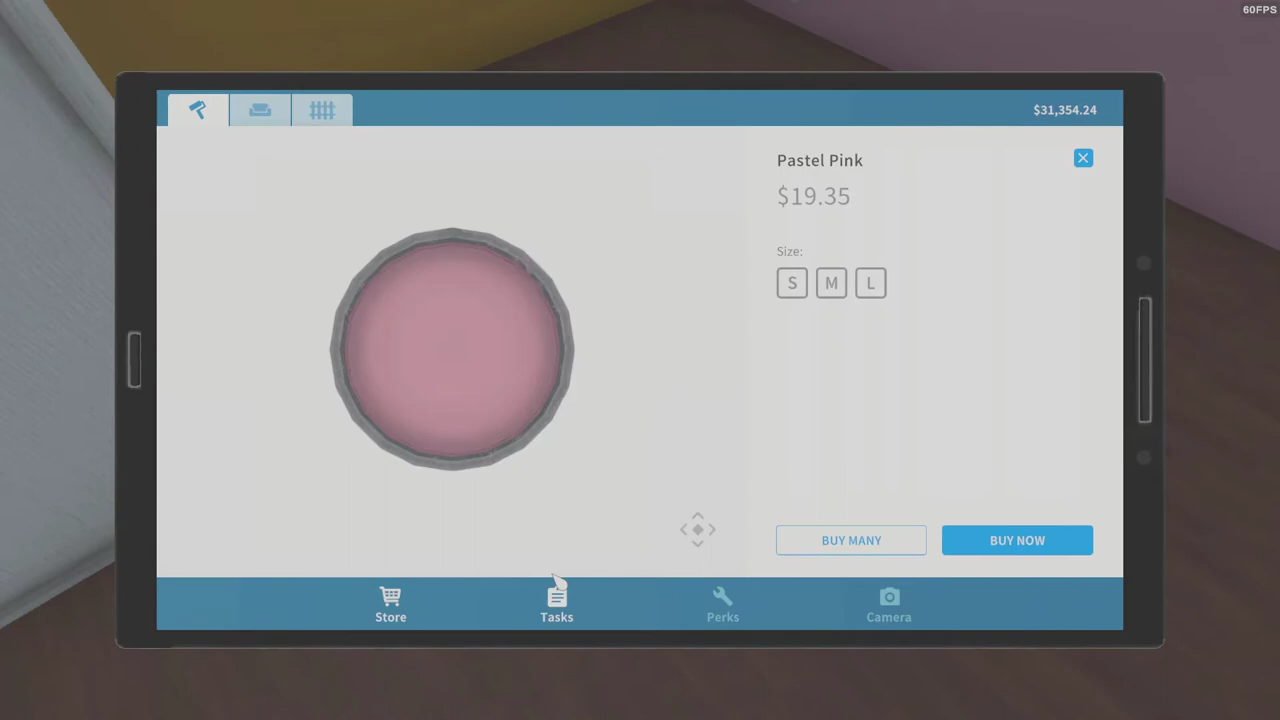 60FPS
$31,354.24
Pastel Pink
$19.35
Size:
S M L
BUY MANY BUY NOW
Store Tasks Perks Camera